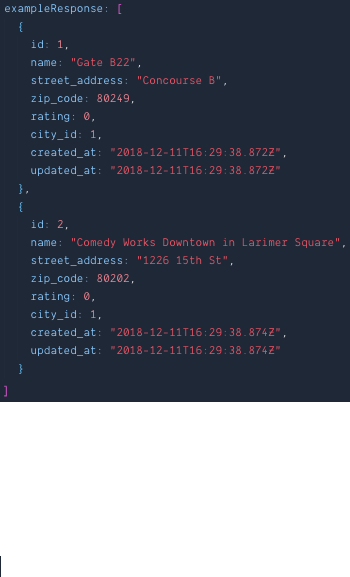 exampleResponse: [
{
id: 1,
name: "Gate B22",
street_address: "Concourse B",
zip_code: 80249,
rating: 0,
city_id: 1,
created_at: "2018-12-11T16:29:38.872Z",
updated_at: "2018-12-11T16:29:38.872Z"
},
{
id: 2,
name: "Comedy Works Downtown in Larimer Square",
street_address: "1226 15th St",
zip_code: 80202,
rating: 0,
city_id: 1,
created_at: "2018-12-11T16:29:38.874Z",
updated_at: "2018-12-11T16:29:38.874Z"
}
]